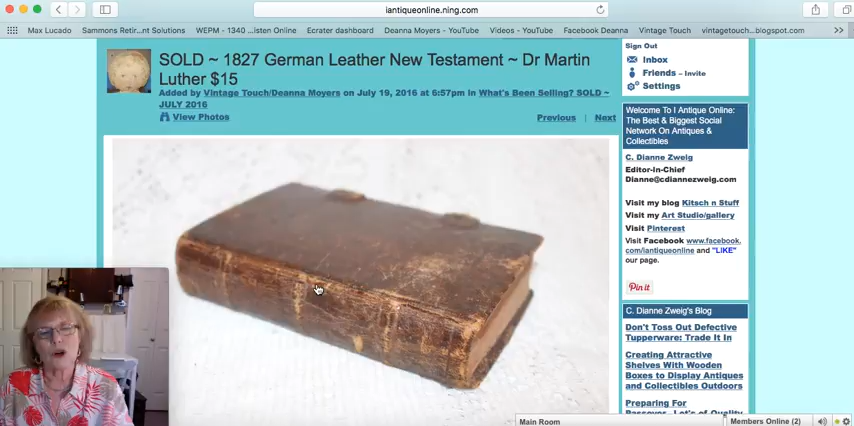 iantiqueonline.ning.com
Max Lucado Sammons Retir...nt Solutions WEPM - 1340 ...isten Online Ecrater dashboard Deanna Moyers - YouTube Videos - YouTube Facebook Deanna Vintage Touch vintagetouch...blogspot.com
SOLD ~ 1827 German Leather New Testament ~ Dr Martin
Luther $15
Added by Vintage Touch/Deanna Moyers on July 19, 2016 at 6:57pm in What's Been Selling? SOLD ~
JULY 2016
View Photos
Previous | Next
Sign Out
Inbox
Friends – Invite
Settings
Welcome To I Antique Online:
The Best & Biggest Social
Network On Antiques &
Collectibles
C. Dianne Zweig
Editor-in-Chief
Dianne@cdiannezweig.com
Visit my blog Kitsch n Stuff
Visit my Art Studio/gallery
Visit Pinterest
Visit Facebook www.facebook.
com/iantiqueonline and "LIKE"
our page.
Pin it
C. Dianne Zweig's Blog
Don't Toss Out Defective
Tupperware: Trade It In
Creating Attractive
Shelves With Wooden
Boxes to Display Antiques
and Collectibles Outdoors
Preparing For
Passover, Let's of Quality
Main Room
Members Online (2)